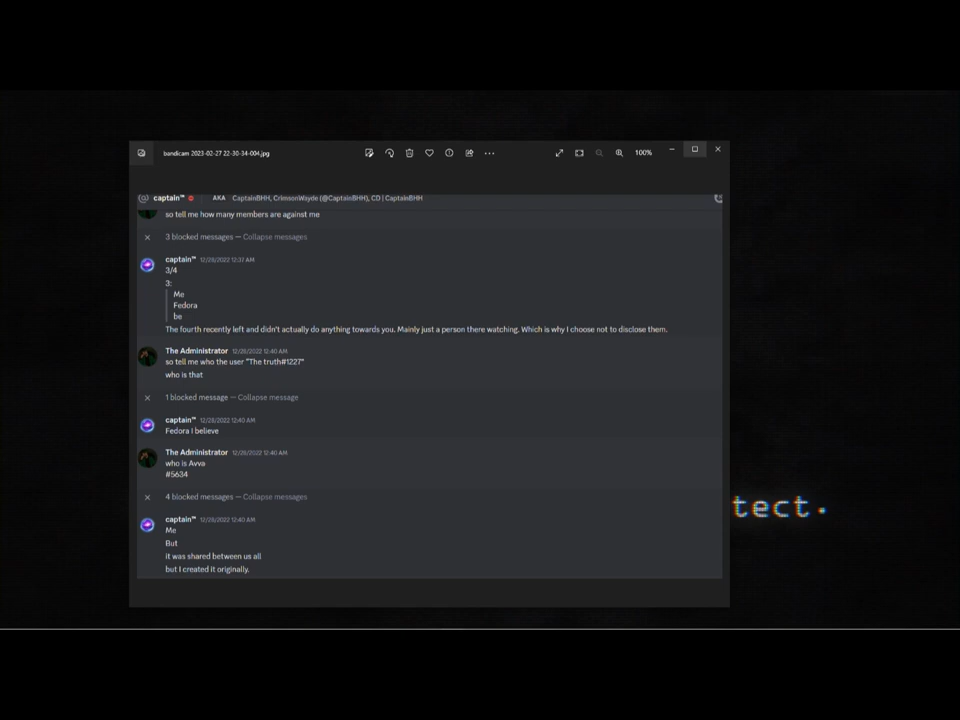 bandicam 2023-02-27 22-30-34-004.jpg
100%
captain™ AKA CaptainBHH, CrimsonWayde (@CaptainBHH), CD | CaptainBHH
so tell me how many members are against me
3 blocked messages — Collapse messages
captain™ 12/28/2022 12:37 AM
3/4
3:
Me
Fedora
be
The fourth recently left and didn't actually do anything towards you. Mainly just a person there watching. Which is why I choose not to disclose them.
The Administrator 12/28/2022 12:40 AM
so tell me who the user "The truth#1227"
who is that
1 blocked message — Collapse message
captain™ 12/28/2022 12:40 AM
Fedora I believe
The Administrator 12/28/2022 12:40 AM
who is Avva
#5634
4 blocked messages — Collapse messages
captain™ 12/28/2022 12:40 AM
Me
But
it was shared between us all
but I created it originally.
tect.